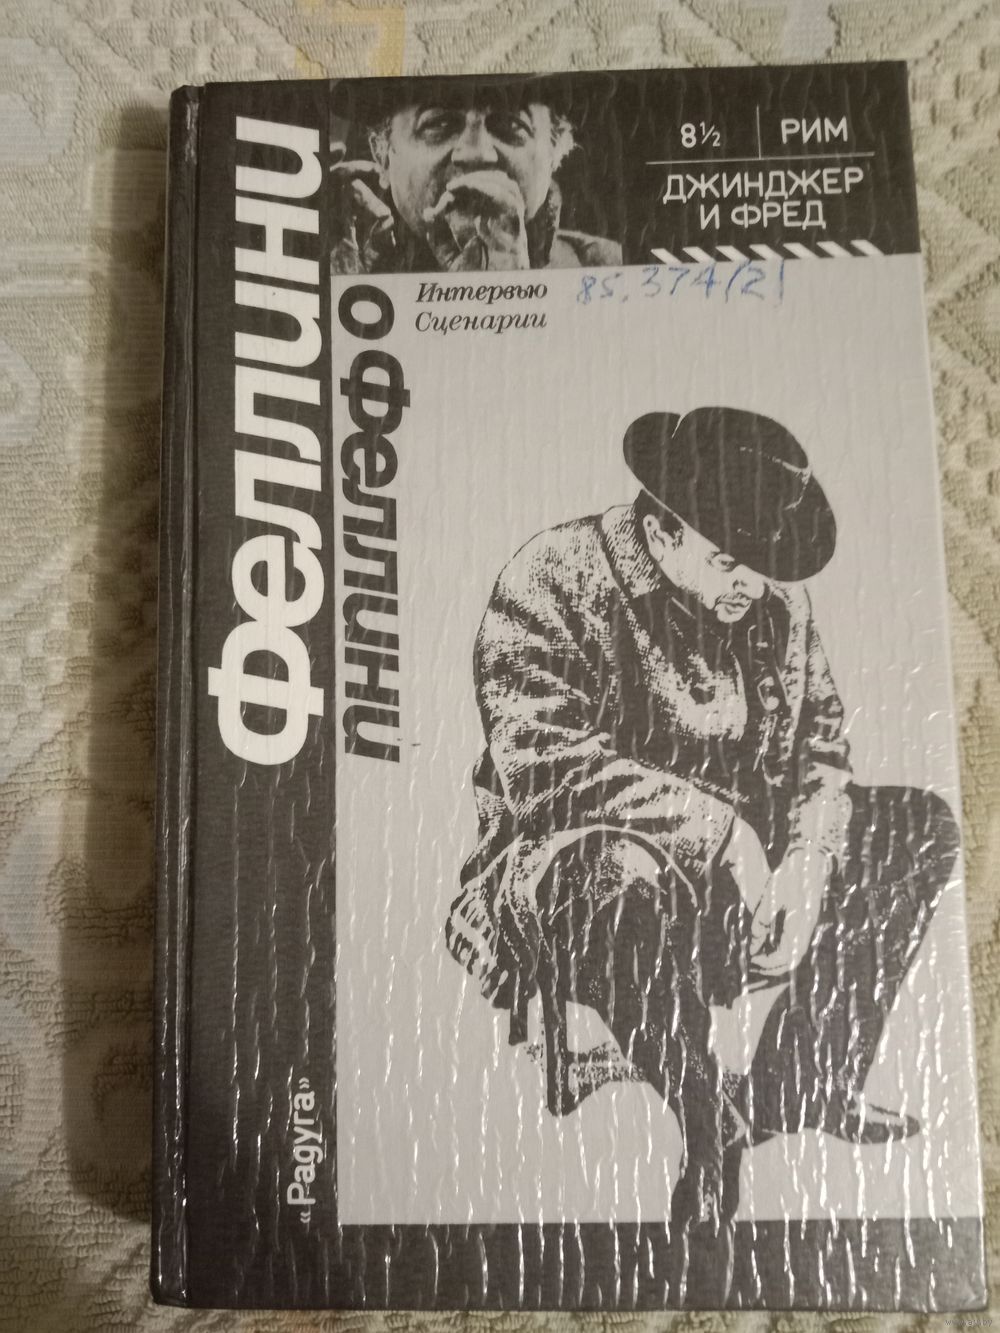 Феллини
о Феллини
8½
РИМ
ДЖИНДЖЕР
И ФРЕД
Интервью
Сценарии
85.374(2)
«Радуга»